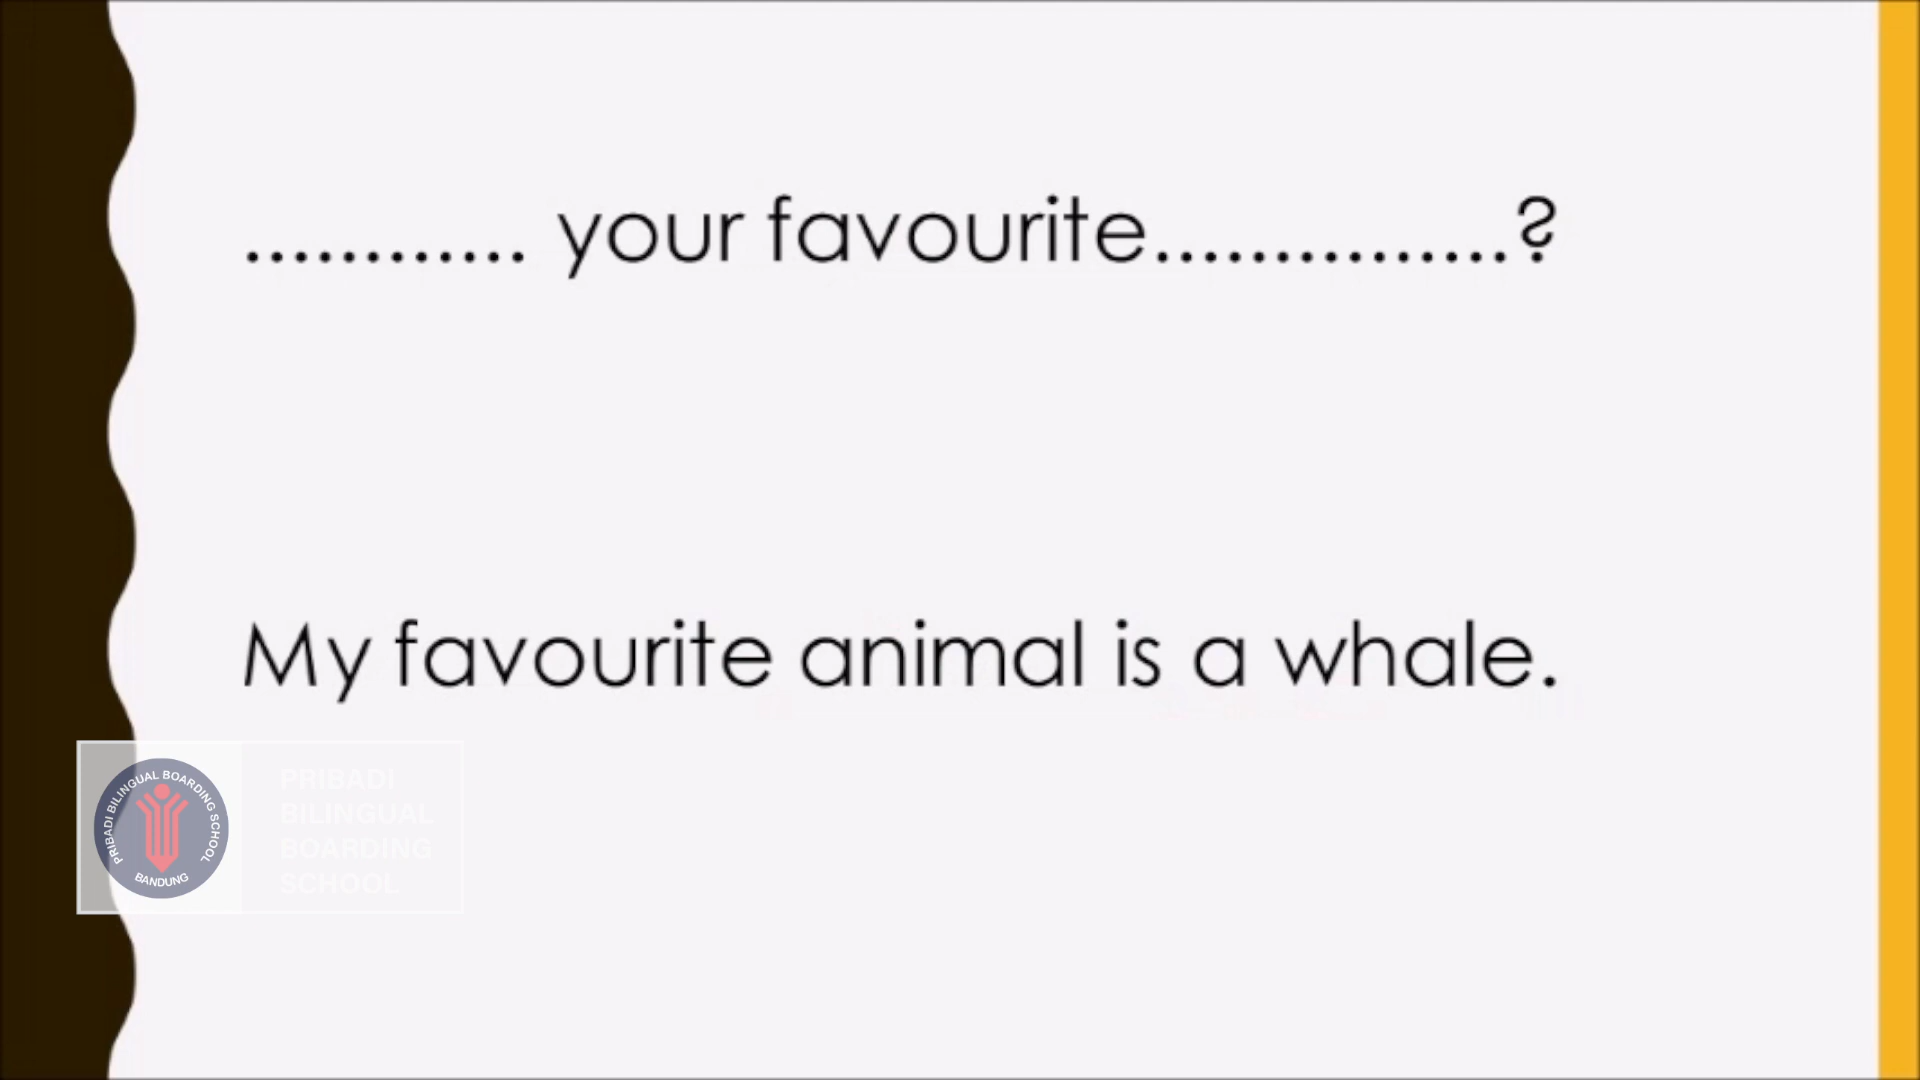 ............ your favourite...............?
My favourite animal is a whale.
PRIBADI BILINGUAL BOARDING SCHOOL
BANDUNG
PRIBADI
BILINGUAL
BOARDING
SCHOOL